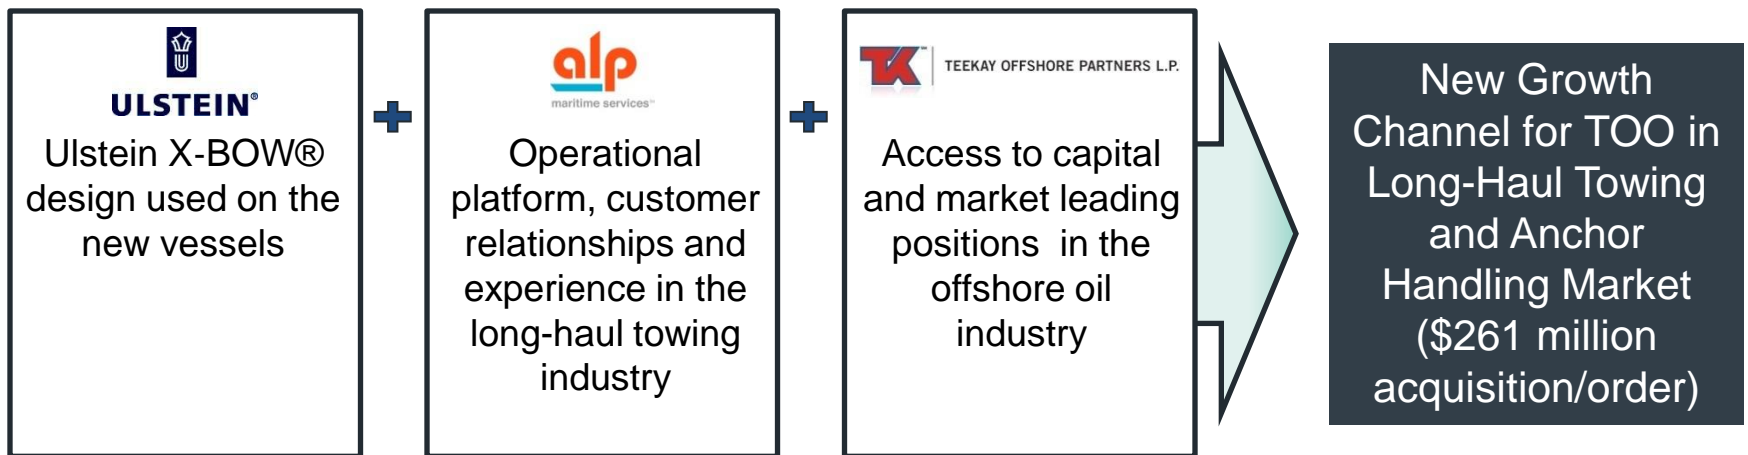 ULSTEIN®
Ulstein X-BOW®
design used on the
new vessels
alp
maritime services™
Operational
platform, customer
relationships and
experience in the
long-haul towing
industry
TK™ TEEKAY OFFSHORE PARTNERS L.P.
Access to capital
and market leading
positions in the
offshore oil
industry
New Growth
Channel for TOO in
Long-Haul Towing
and Anchor
Handling Market
($261 million
acquisition/order)